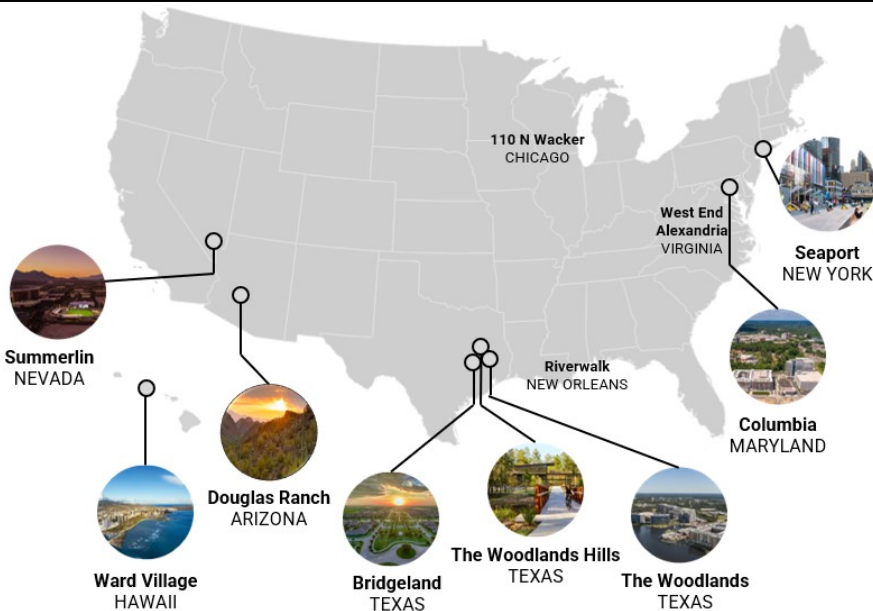 110 N Wacker
CHICAGO
West End
Alexandria
VIRGINIA
Seaport
NEW YORK
Summerlin
NEVADA
Riverwalk
NEW ORLEANS
Columbia
MARYLAND
Douglas Ranch
ARIZONA
Ward Village
HAWAII
Bridgeland
TEXAS
The Woodlands Hills
TEXAS
The Woodlands
TEXAS